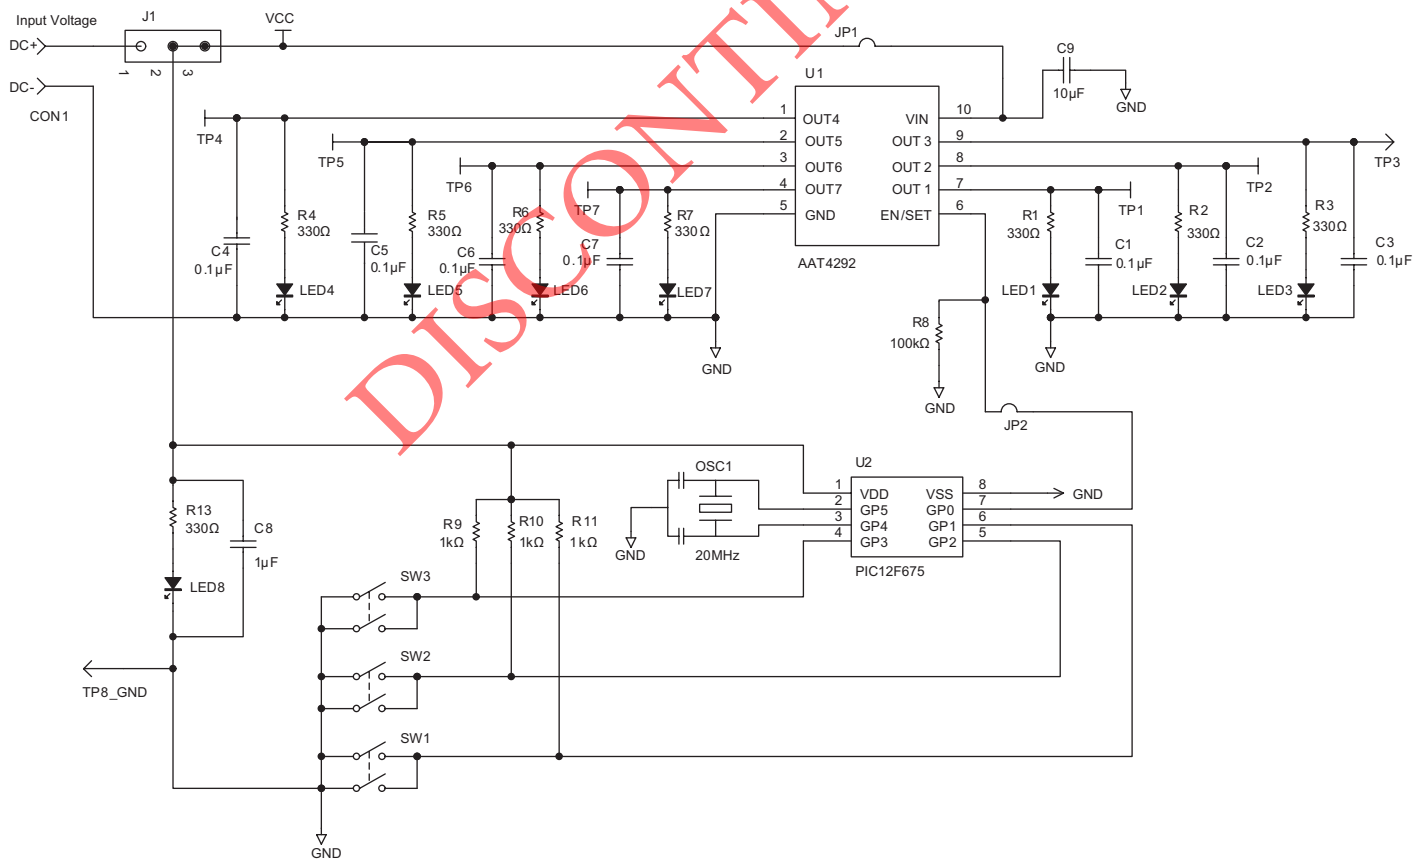 Input Voltage
J1
VCC
DC+
JP1
C9
1 2 3
10µF
GND
DC-
CON1
U1
1 OUT4
2 OUT5
3 OUT6
4 OUT7
5 GND
VIN 10
OUT 3 9
OUT 2 8
OUT 1 7
EN/SET 6
AAT4292
TP4
TP5
TP6
TP7
TP1
TP2
TP3
R4
330Ω
R5
330Ω
R6
330Ω
R7
330Ω
R1
330Ω
R2
330Ω
R3
330Ω
C4
0.1µF
C5
0.1µF
C6
0.1µF
C7
0.1µF
C1
0.1µF
C2
0.1µF
C3
0.1µF
LED4
LED5
LED6
LED7
LED1
LED2
LED3
R8
100kΩ
GND
GND
GND
JP2
DISCONTI
OSC1
20MHz
GND
U2
1 VDD
2 GP5
3 GP4
4 GP3
VSS 8
GP0 7
GP1 6
GP2 5
GND
PIC12F675
R13
330Ω
C8
1µF
LED8
R9
1kΩ
R10
1kΩ
R11
1kΩ
SW3
SW2
SW1
TP8_GND
GND